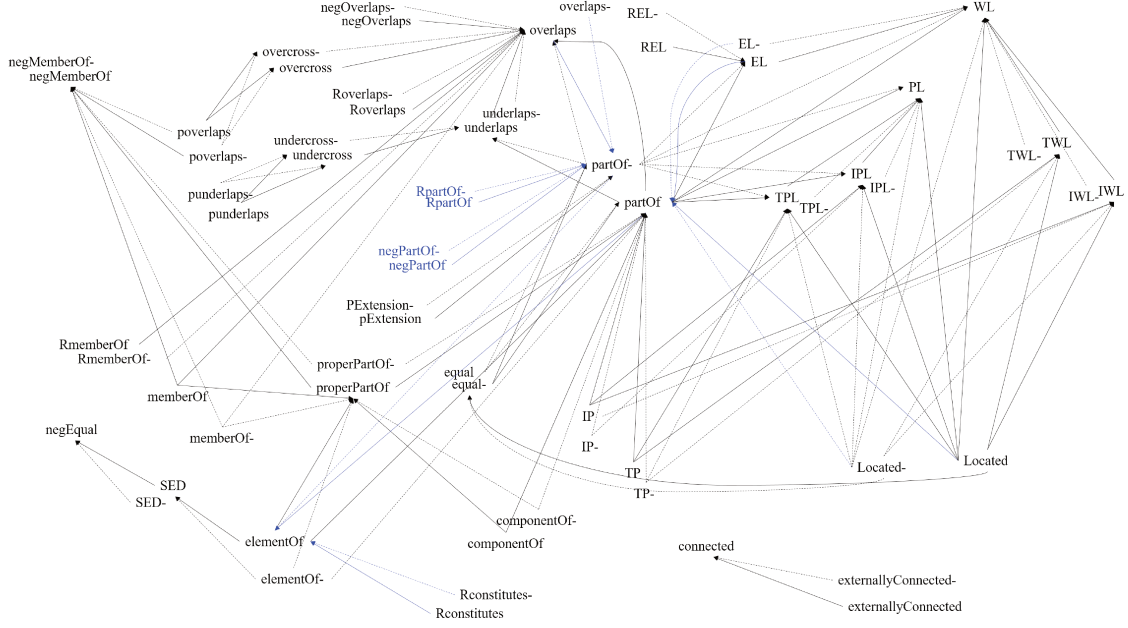 negOverlaps-
overlaps-
WL
REL-
negOverlaps
overlaps
EL-
REL
overcross-
EL
negMemberOf-
overcross
negMemberOf
PL
Roverlaps-
Roverlaps
underlaps-
underlaps
poverlaps
undercross-
TWL
undercross
TWL-
poverlaps-
partOf-
IPL
IPL-
RpartOf-
RpartOf
punderlaps-
IWL
IWL-
TPL
TPL-
partOf
punderlaps
negPartOf-
negPartOf
PExtension-
pExtension
RmemberOf
RmemberOf-
properPartOf-
equal
equal-
properPartOf
memberOf
IP
negEqual
memberOf-
IP-
Located
Located-
TP
SED
TP-
SED-
componentOf-
elementOf
componentOf
connected
elementOf-
externallyConnected-
Rconstitutes-
externallyConnected
Rconstitutes